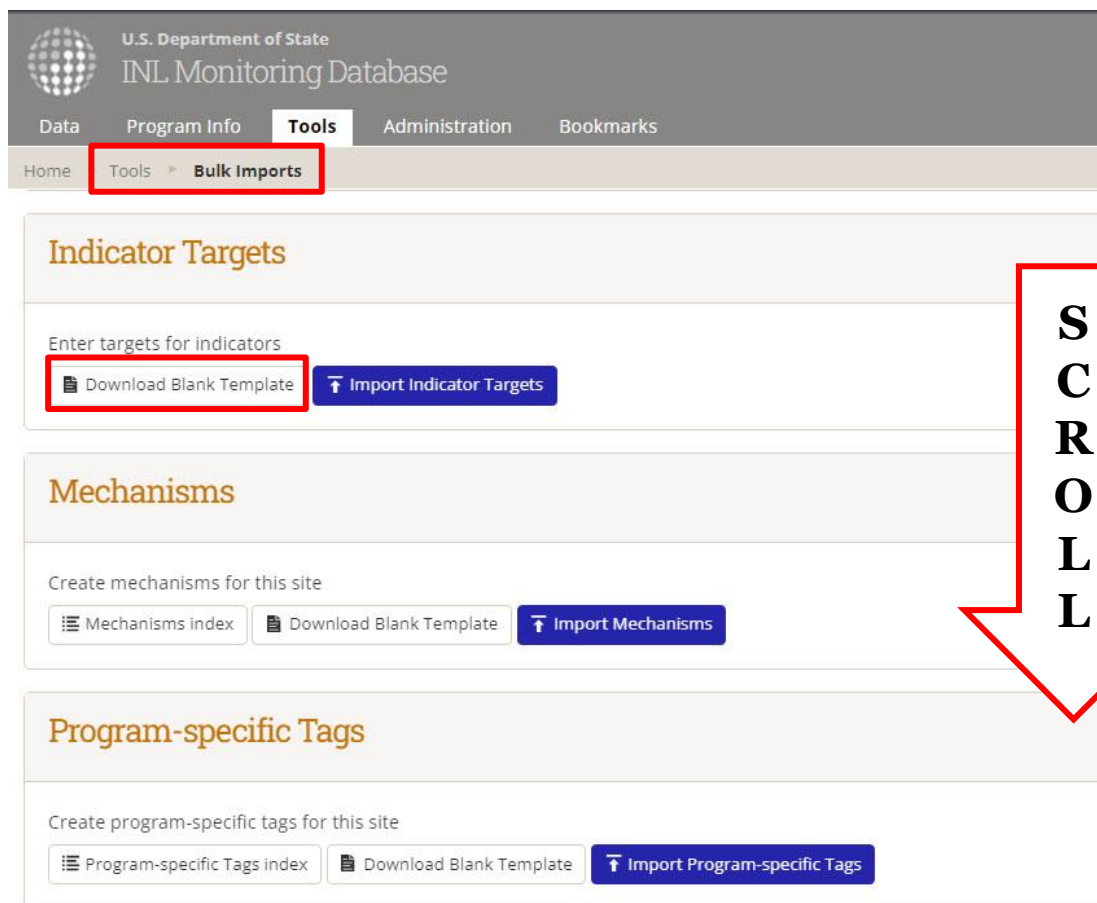 U.S. Department of State
INL Monitoring Database
Data Program Info Tools Administration Bookmarks
Home Tools Bulk Imports
Indicator Targets
Enter targets for indicators
Download Blank Template Import Indicator Targets
Mechanisms
Create mechanisms for this site
Mechanisms index Download Blank Template Import Mechanisms
Program-specific Tags
Create program-specific tags for this site
Program-specific Tags index Download Blank Template Import Program-specific Tags
S
C
R
O
L
L